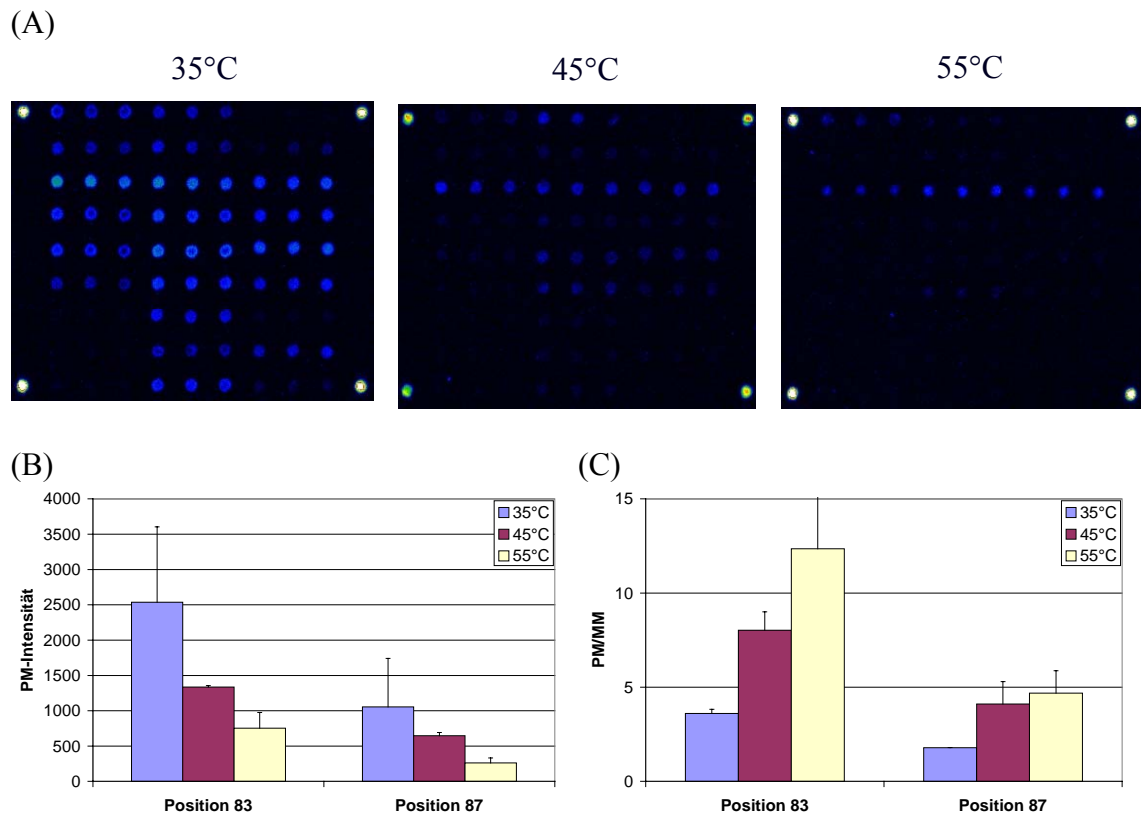 (A)
35°C 45°C 55°C
(B)
4000
3500
3000
2500
2000
1500
1000
500
0
PM-Intensität
35°C
45°C
55°C
Position 83 Position 87
(C)
15
10
5
0
PM/MM
35°C
45°C
55°C
Position 83 Position 87